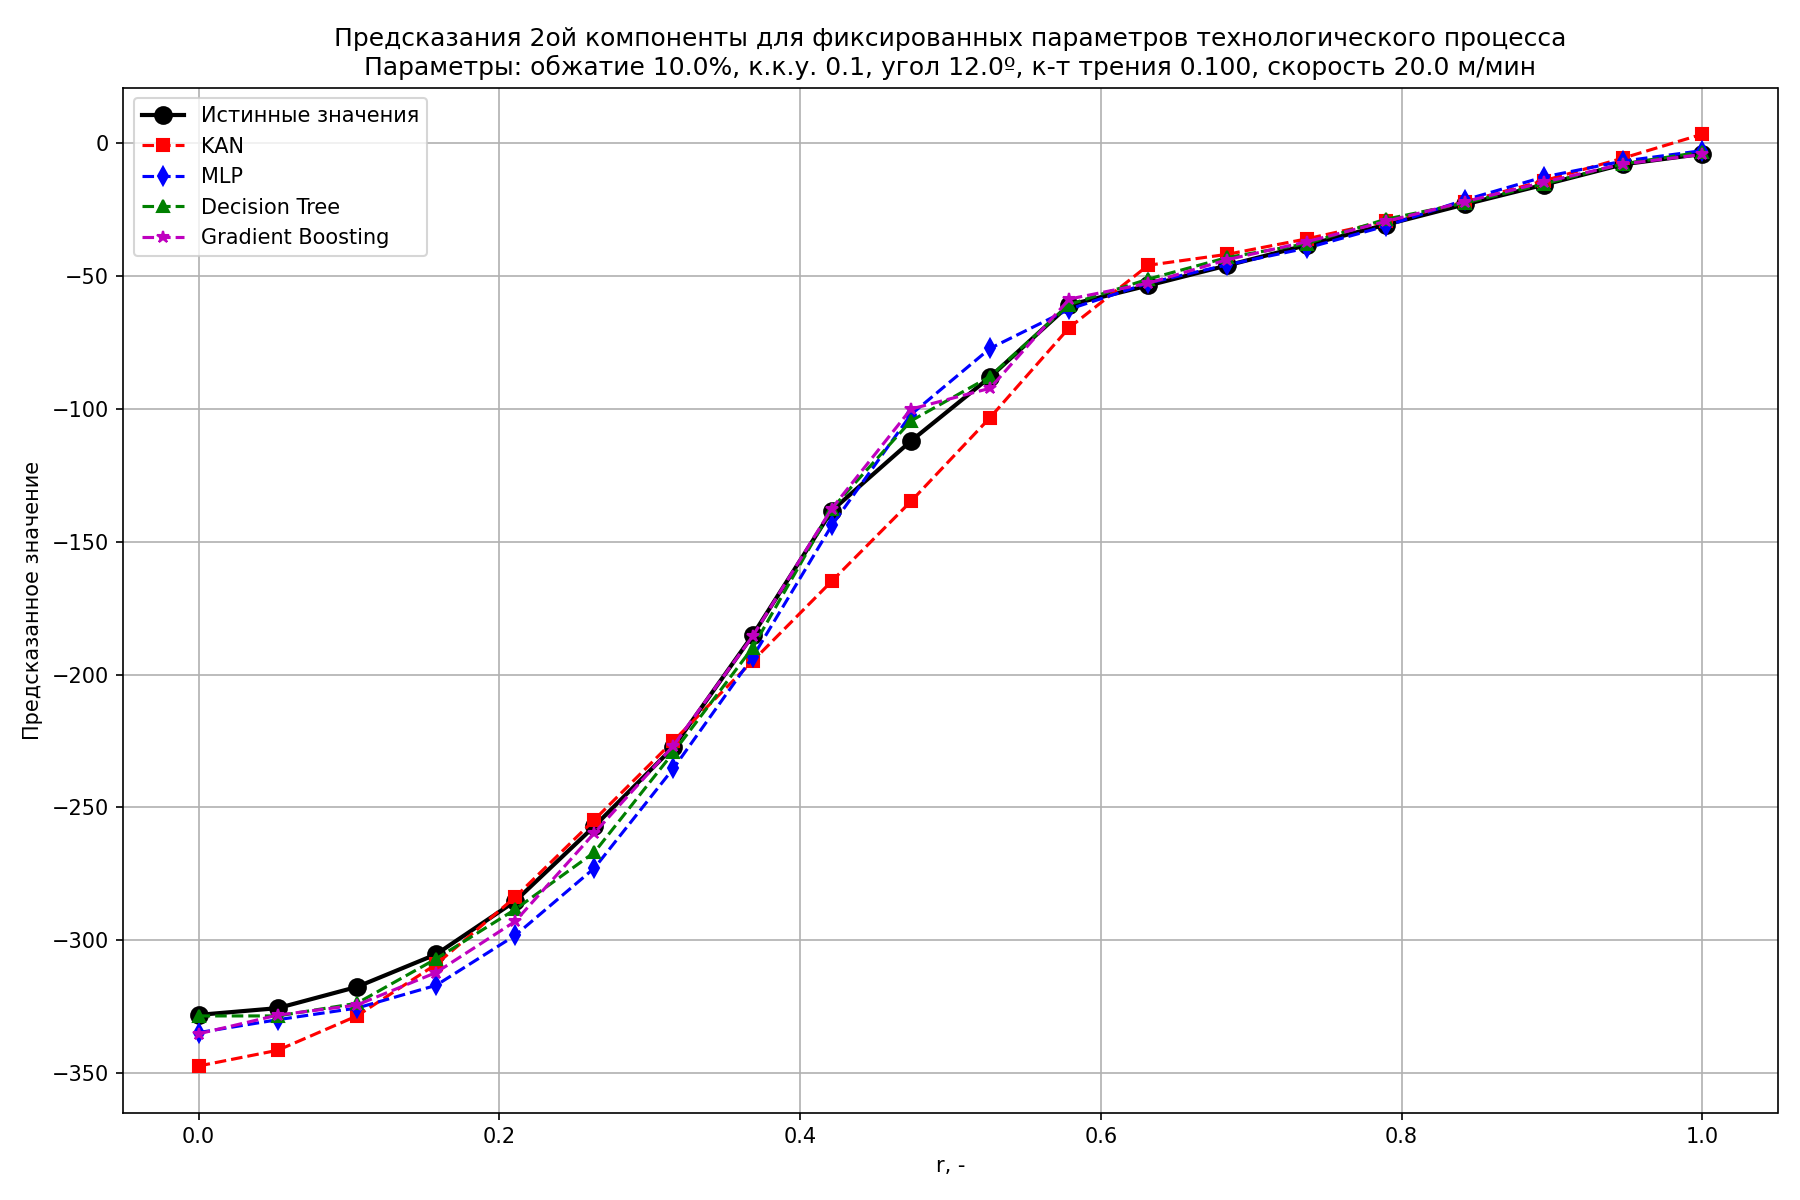 Предсказания 2ой компоненты для фиксированных параметров технологического процесса
Параметры: обжатие 10.0%, к.к.у. 0.1, угол 12.0º, к-т трения 0.100, скорость 20.0 м/мин
Истинные значения
KAN
MLP
Decision Tree
Gradient Boosting
Предсказанное значение
0
−50
−100
−150
−200
−250
−300
−350
0.0
0.2
0.4
0.6
0.8
1.0
r, -